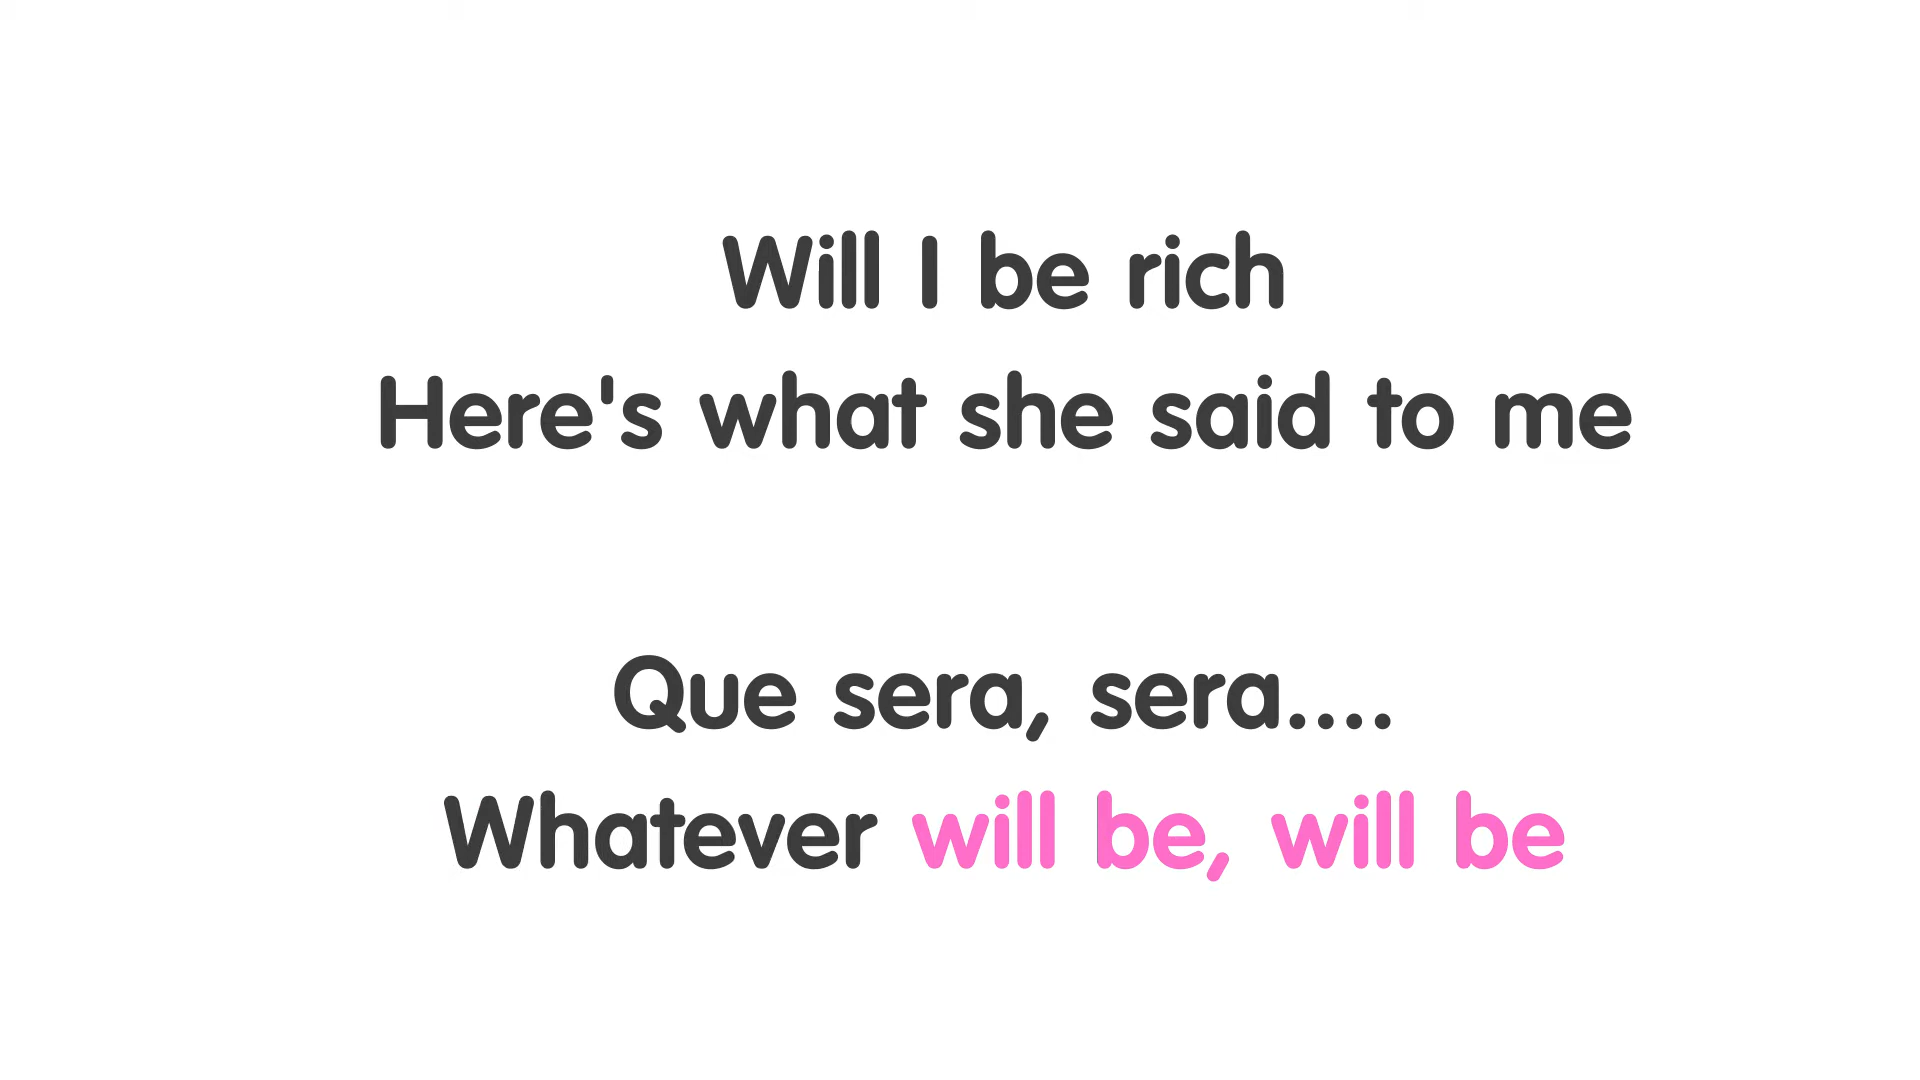 Will I be rich
Here's what she said to me
Que sera, sera....
Whatever will be, will be